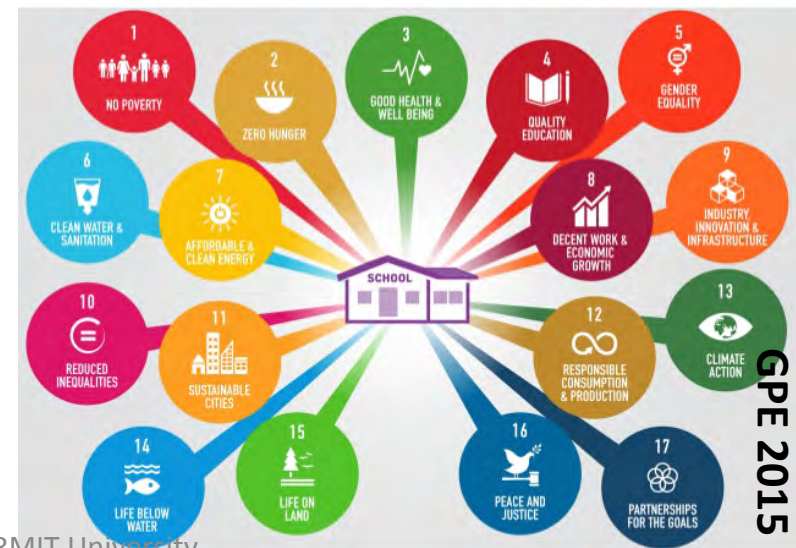 1
NO POVERTY
2
ZERO HUNGER
3
GOOD HEALTH &
WELL BEING
4
QUALITY
EDUCATION
5
GENDER
EQUALITY
6
CLEAN WATER &
SANITATION
7
AFFORDABLE &
CLEAN ENERGY
8
DECENT WORK &
ECONOMIC
GROWTH
9
INDUSTRY,
INNOVATION &
INFRASTRUCTURE
SCHOOL
10
REDUCED
INEQUALITIES
11
SUSTAINABLE
CITIES
12
RESPONSIBLE
CONSUMPTION
& PRODUCTION
13
CLIMATE
ACTION
14
LIFE BELOW
WATER
15
LIFE ON
LAND
16
PEACE AND
JUSTICE
17
PARTNERSHIPS
FOR THE GOALS
GPE 2015
RMIT University